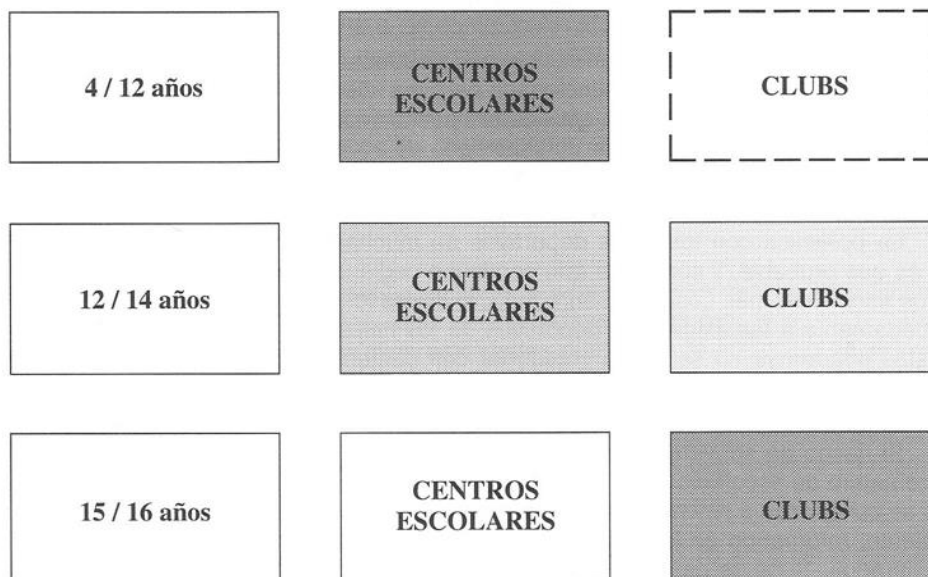 4 / 12 años
CENTROS
ESCOLARES
CLUBS
12 / 14 años
CENTROS
ESCOLARES
CLUBS
15 / 16 años
CENTROS
ESCOLARES
CLUBS